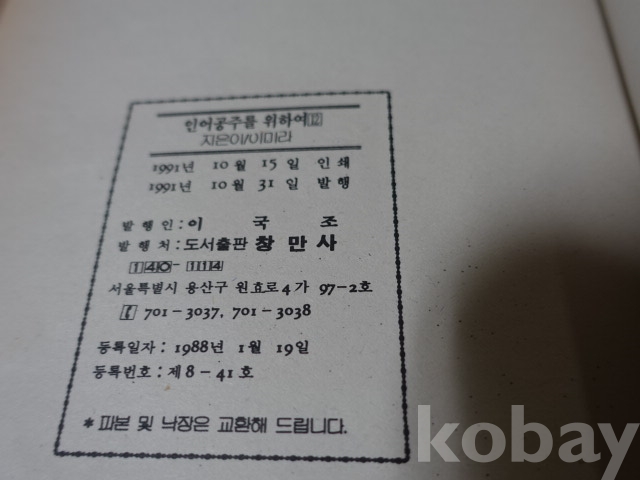 인어공주를 위하여 12
지은이/이미라
1991년 10월 15일 인쇄
1991년 10월 31일 발행
발행인: 이 국 조
발행처: 도서출판 창만사
140-114
서울특별시 용산구 원효로4가 97-2호
701-3037, 701-3038
등록일자: 1988년 1월 19일
등록번호: 제8-41호
* 파본 및 낙장은 교환해 드립니다.
kobay